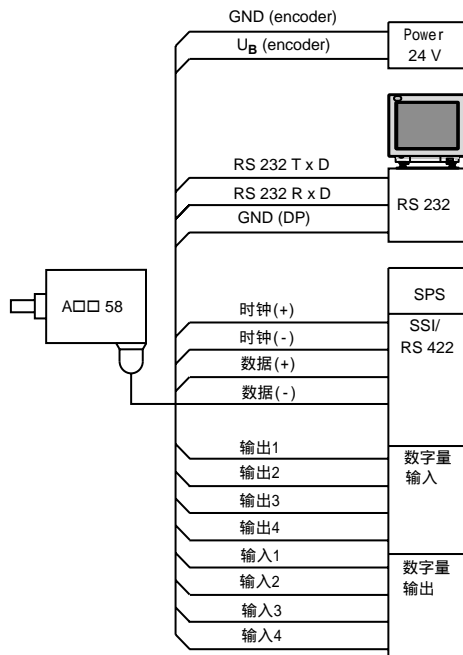 GND (encoder)
UB (encoder)
Power
24 V
RS 232 T x D
RS 232 R x D
GND (DP)
RS 232
A□□ 58
SPS
时钟(+)
时钟(-)
数据(+)
数据(-)
SSI/
RS 422
输出1
输出2
输出3
输出4
数字量
输入
输入1
输入2
输入3
输入4
数字量
输出